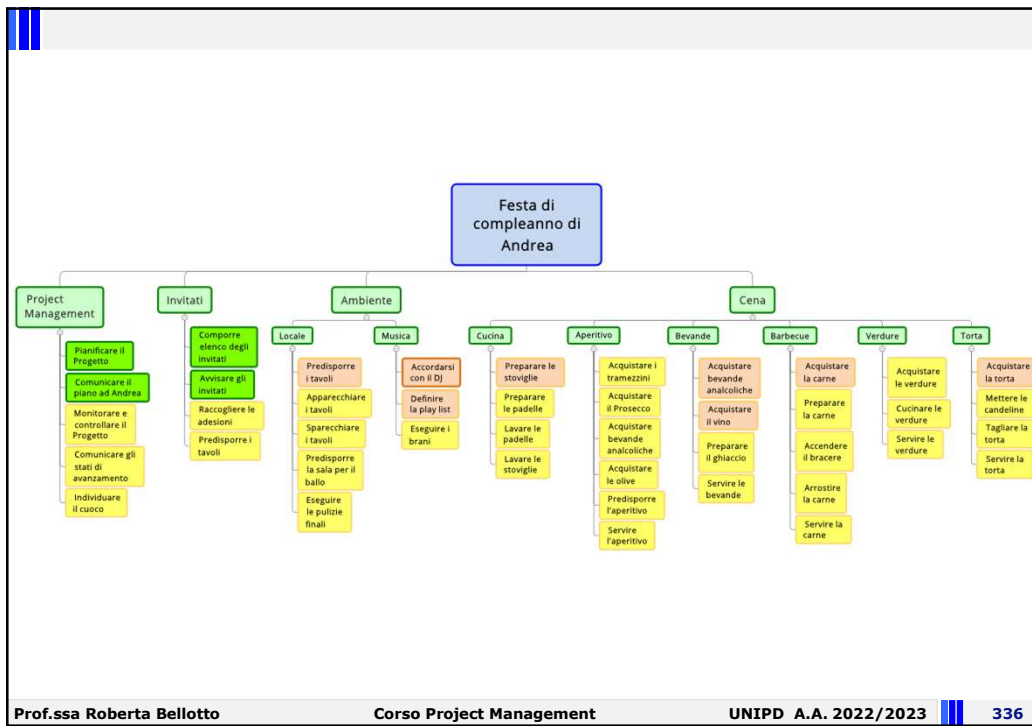 Festa di
compleanno di
Andrea
Project
Management
Invitati
Ambiente
Cena
Pianificare il
Progetto
Comunicare il
piano ad Andrea
Monitorare e
controllare il
Progetto
Comunicare gli
stati di
avanzamento
Individuare
il cuoco
Comporre
elenco degli
invitati
Avvisare gli
invitati
Raccogliere le
adesioni
Predisporre i
tavoli
Locale
Predisporre
i tavoli
Apparecchiare
i tavoli
Sparecchiare
i tavoli
Predisporre
la sala per il
ballo
Eseguire
le pulizie
finali
Musica
Accordarsi
con il DJ
Definire
la play list
Eseguire i
brani
Cucina
Preparare le
stoviglie
Preparare
le padelle
Lavare le
padelle
Lavare le
stoviglie
Aperitivo
Acquistare i
tramezzini
Acquistare
il Prosecco
Acquistare
bevande
analcoliche
Acquistare
le olive
Predisporre
l'aperitivo
Servire
l'aperitivo
Bevande
Acquistare
bevande
analcoliche
Acquistare
il vino
Preparare
il ghiaccio
Servire le
bevande
Barbecue
Acquistare
la carne
Preparare
la carne
Accendere
il bracere
Arrostire
la carne
Servire la
carne
Verdure
Acquistare
le verdure
Cucinare le
verdure
Servire le
verdure
Torta
Acquistare
la torta
Mettere le
candeline
Tagliare la
torta
Servire la
torta
Prof.ssa Roberta Bellotto Corso Project Management UNIPD A.A. 2022/2023 336